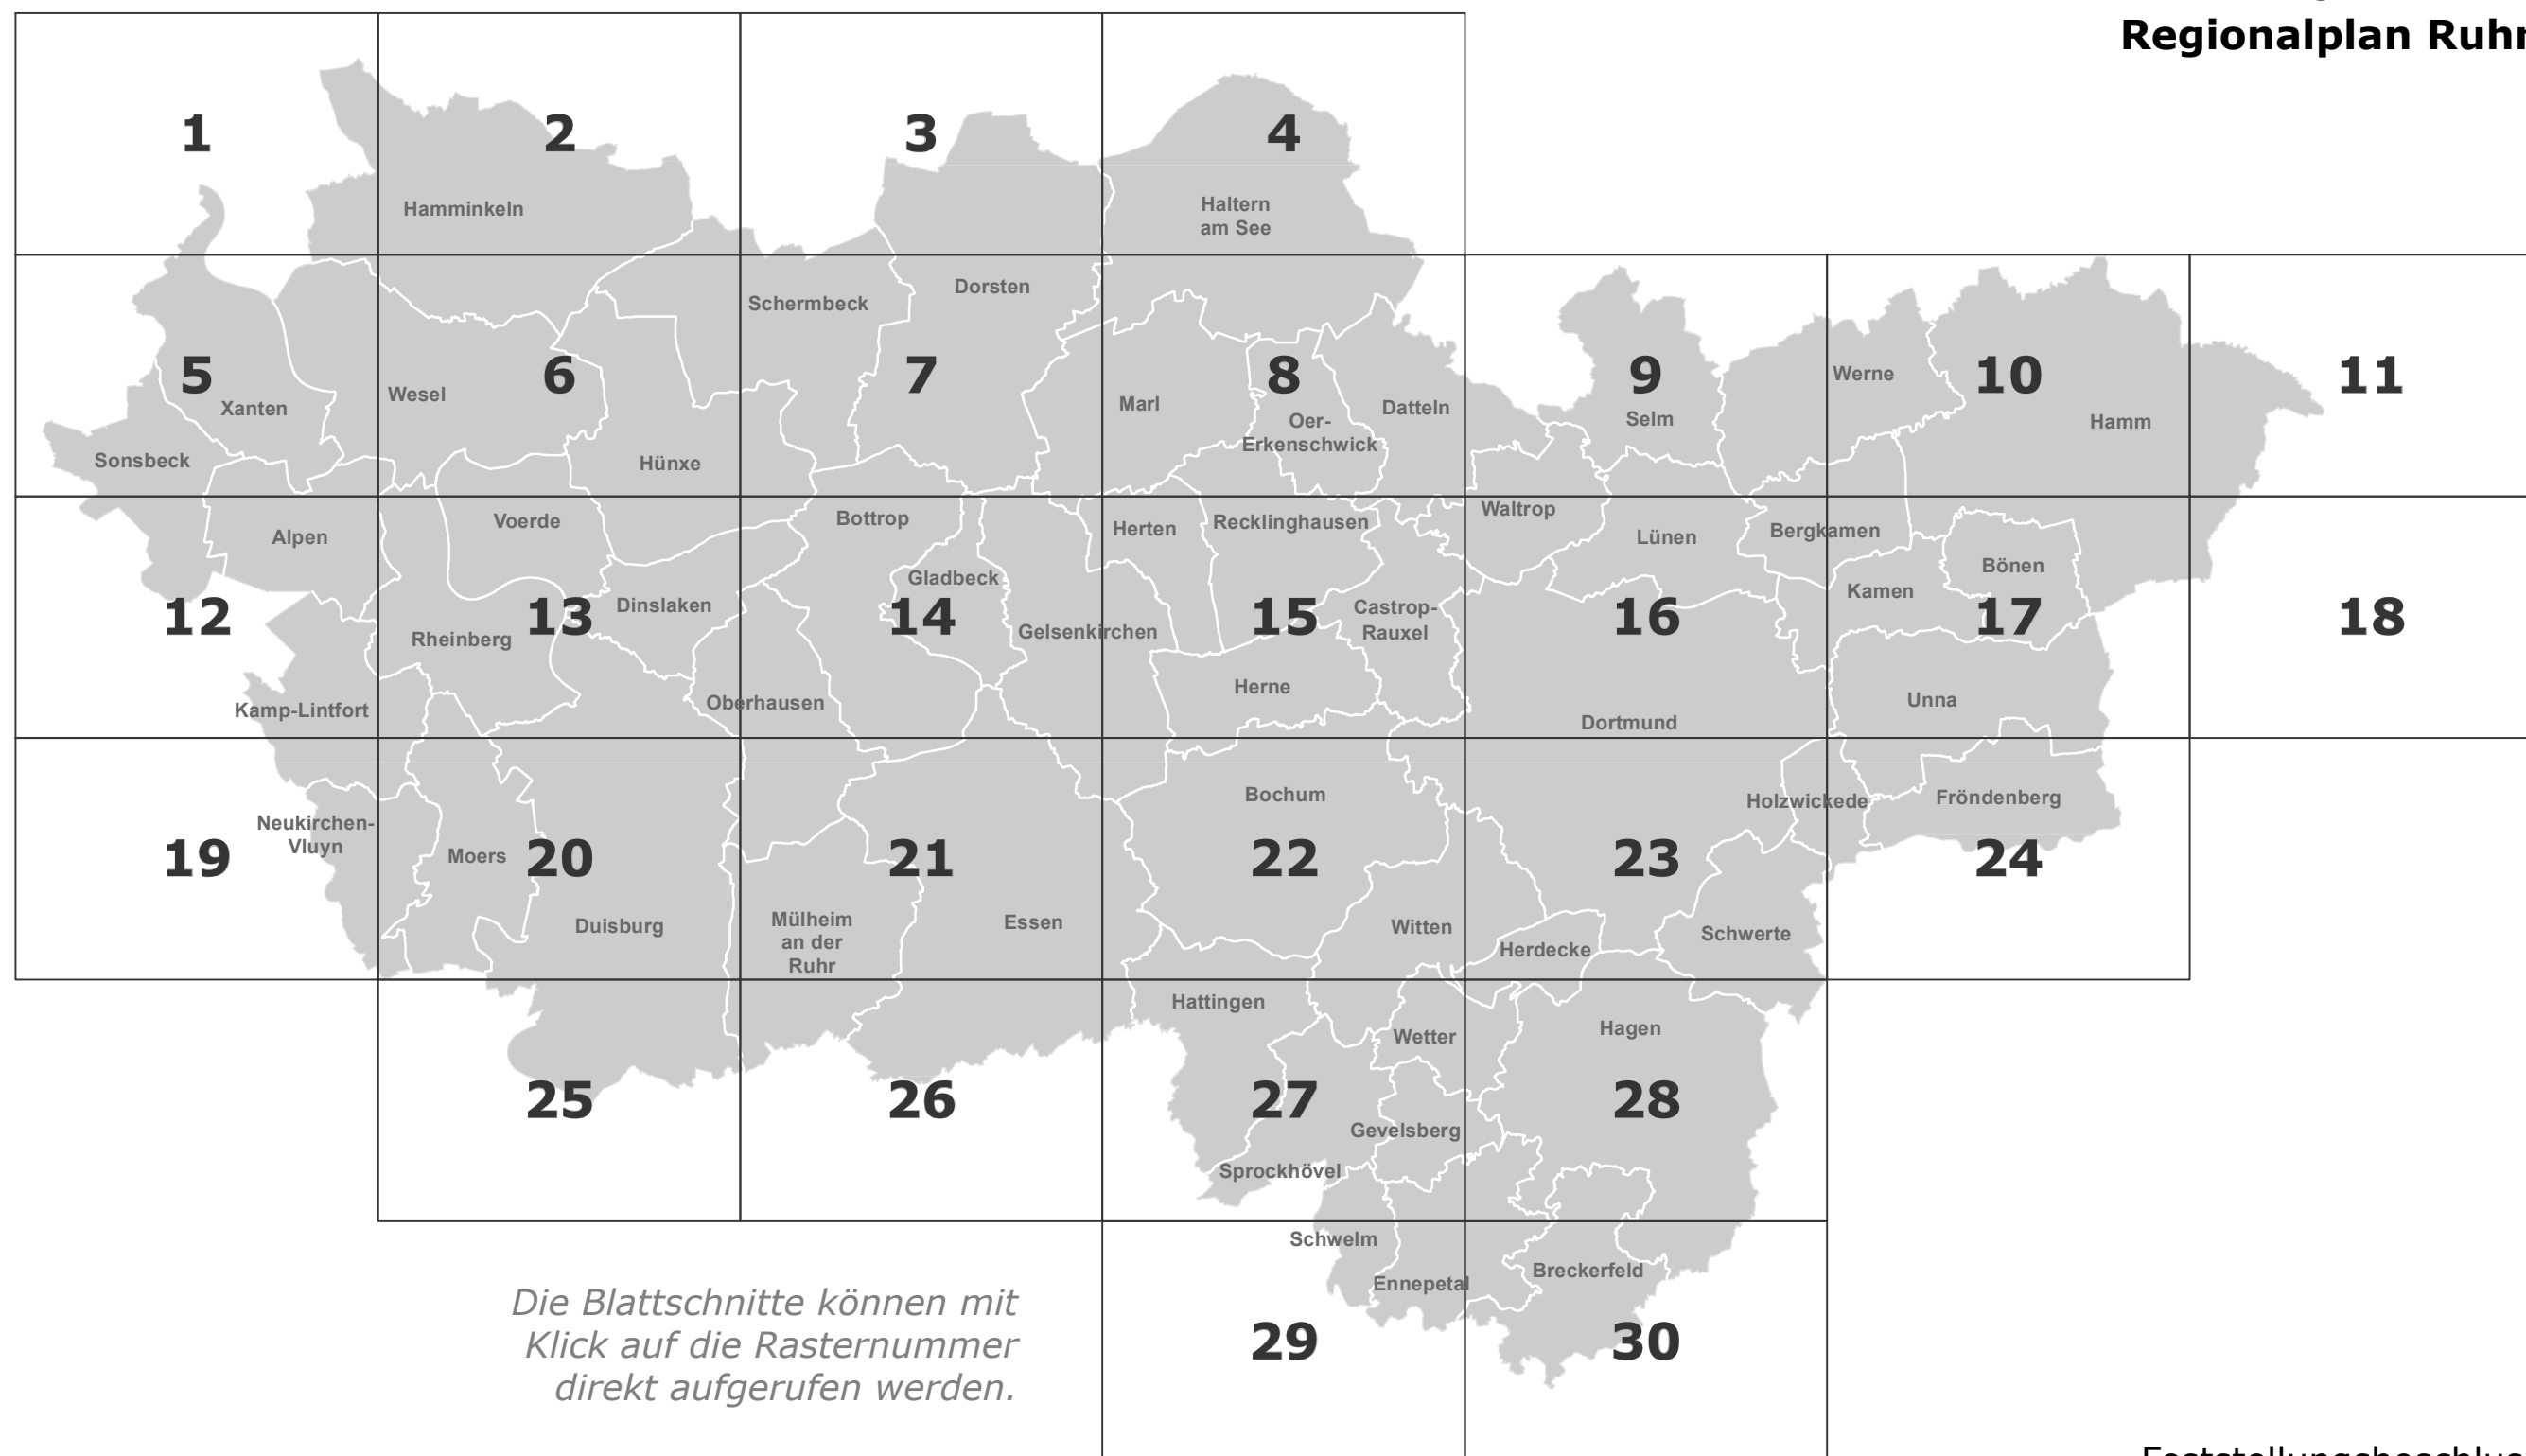 Regionalplan Ruhr
1
2
3
4
Hamminkeln
Haltern
am See
Schermbeck
Dorsten
5
6
7
8
9
10
11
Xanten
Wesel
Marl
Oer-
Erkenschwick
Datteln
Selm
Werne
Hamm
Sonsbeck
Hünxe
Alpen
Voerde
Bottrop
Herten
Recklinghausen
Waltrop
Lünen
Bergkamen
Bönen
Gladbeck
Kamen
12
13
14
15
16
17
18
Dinslaken
Rheinberg
Gelsenkirchen
Castrop-
Rauxel
Herne
Unna
Kamp-Lintfort
Oberhausen
Dortmund
Neukirchen-
Vluyn
Bochum
Holzwickede
Fröndenberg
19
Moers
20
21
22
23
24
Duisburg
Mülheim
an der
Ruhr
Essen
Witten
Herdecke
Schwerte
Hattingen
Wetter
Hagen
25
26
27
28
Gevelsberg
Sprockhövel
Schwelm
Ennepetal
Breckerfeld
29
30
Die Blattschnitte können mit
Klick auf die Rasternummer
direkt aufgerufen werden.